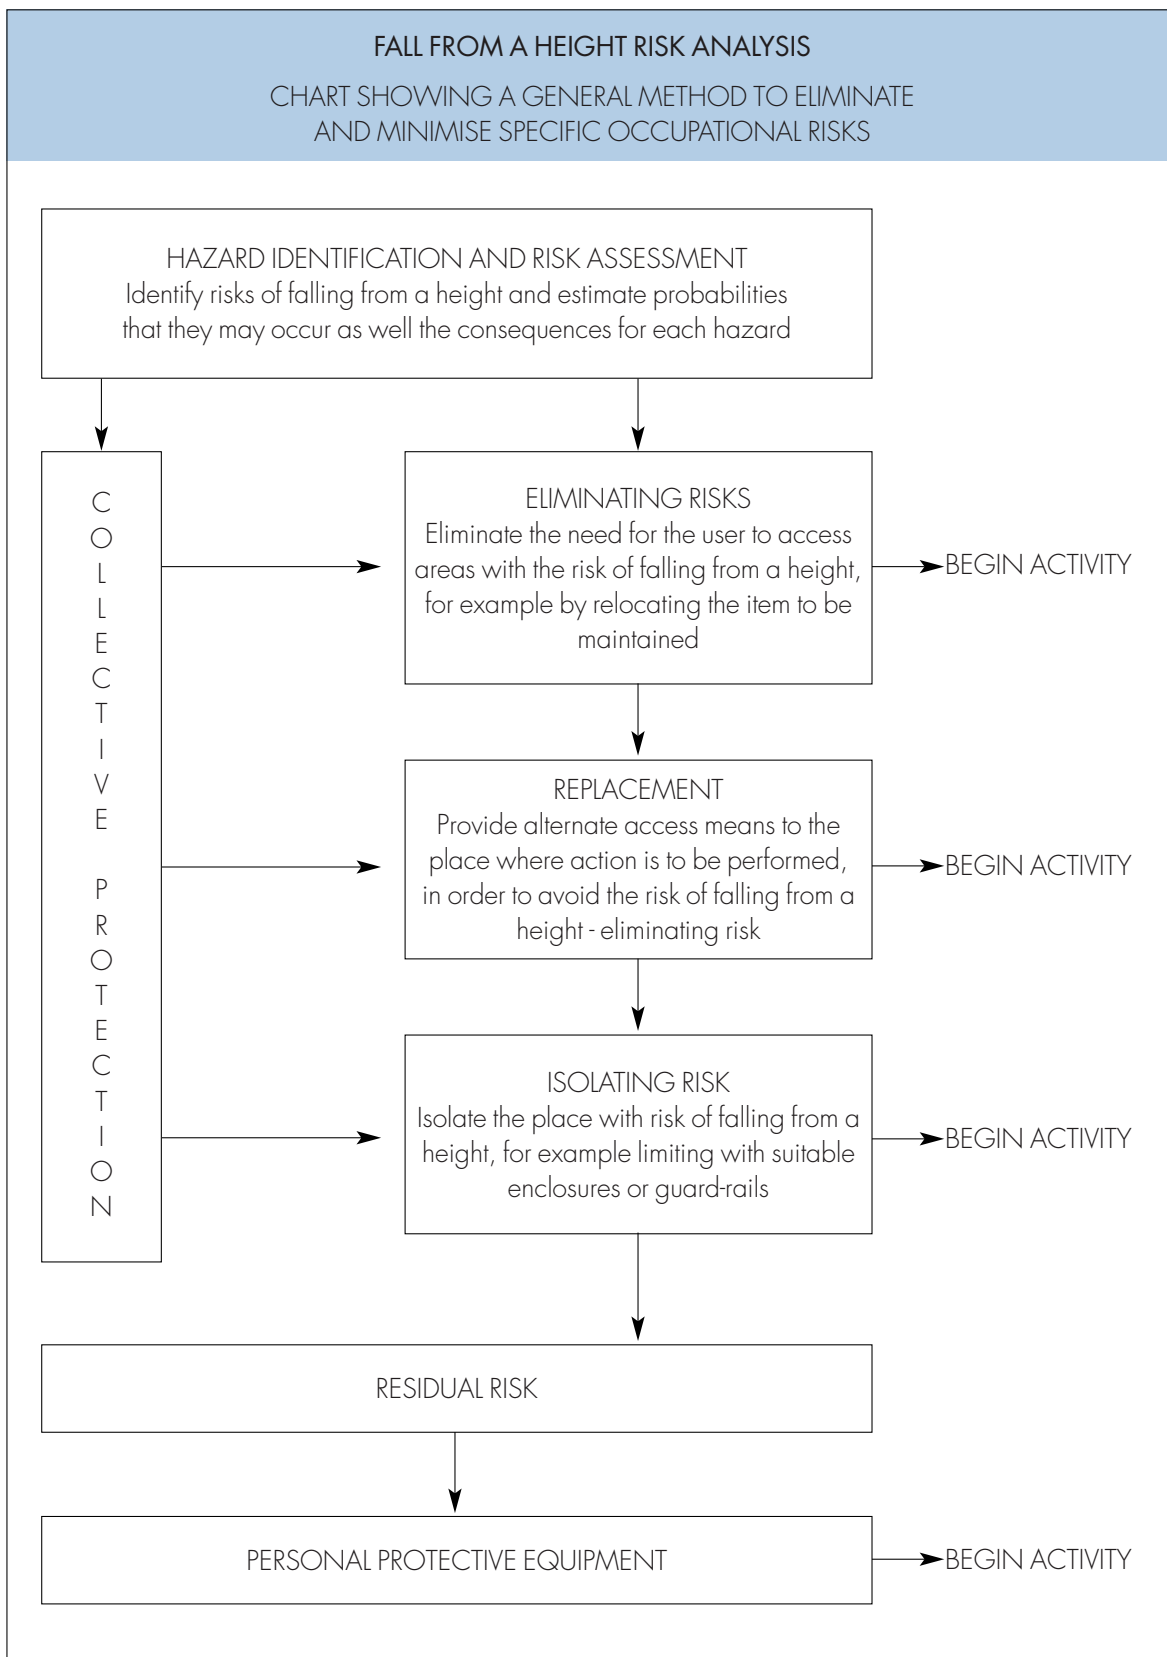 FALL FROM A HEIGHT RISK ANALYSIS
CHART SHOWING A GENERAL METHOD TO ELIMINATE
AND MINIMISE SPECIFIC OCCUPATIONAL RISKS
HAZARD IDENTIFICATION AND RISK ASSESSMENT
Identify risks of falling from a height and estimate probabilities
that they may occur as well the consequences for each hazard
COLLECTIVE PROTECTION
ELIMINATING RISKS
Eliminate the need for the user to access
areas with the risk of falling from a height,
for example by relocating the item to be
maintained
BEGIN ACTIVITY
REPLACEMENT
Provide alternate access means to the
place where action is to be performed,
in order to avoid the risk of falling from a
height - eliminating risk
BEGIN ACTIVITY
ISOLATING RISK
Isolate the place with risk of falling from a
height, for example limiting with suitable
enclosures or guard-rails
BEGIN ACTIVITY
RESIDUAL RISK
PERSONAL PROTECTIVE EQUIPMENT
BEGIN ACTIVITY